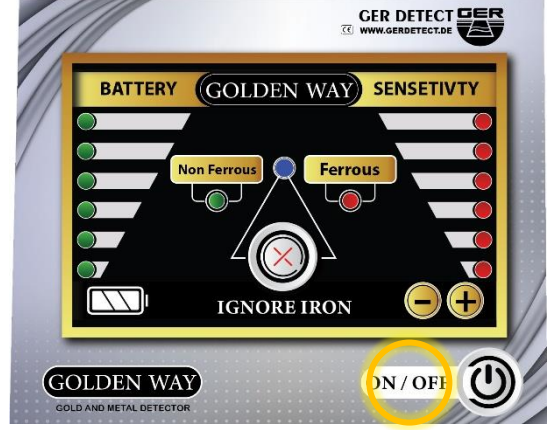 GER DETECT GER
CE WWW.GERDETECT.DE
BATTERY GOLDEN WAY SENSETIVTY
Non Ferrous Ferrous
IGNORE IRON
- +
GOLDEN WAY ON / OFF
GOLD AND METAL DETECTOR